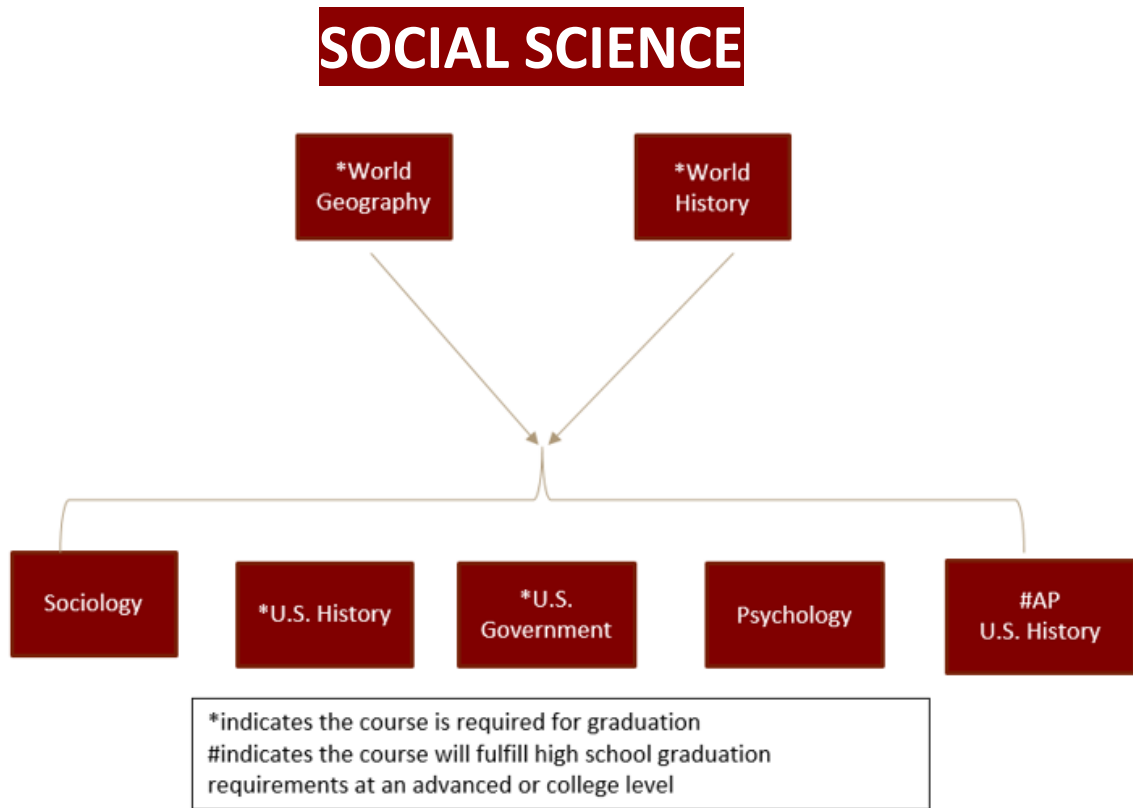 SOCIAL SCIENCE
*World
Geography
*World
History
Sociology
*U.S. History
*U.S.
Government
Psychology
#AP
U.S. History
*indicates the course is required for graduation
#indicates the course will fulfill high school graduation
requirements at an advanced or college level